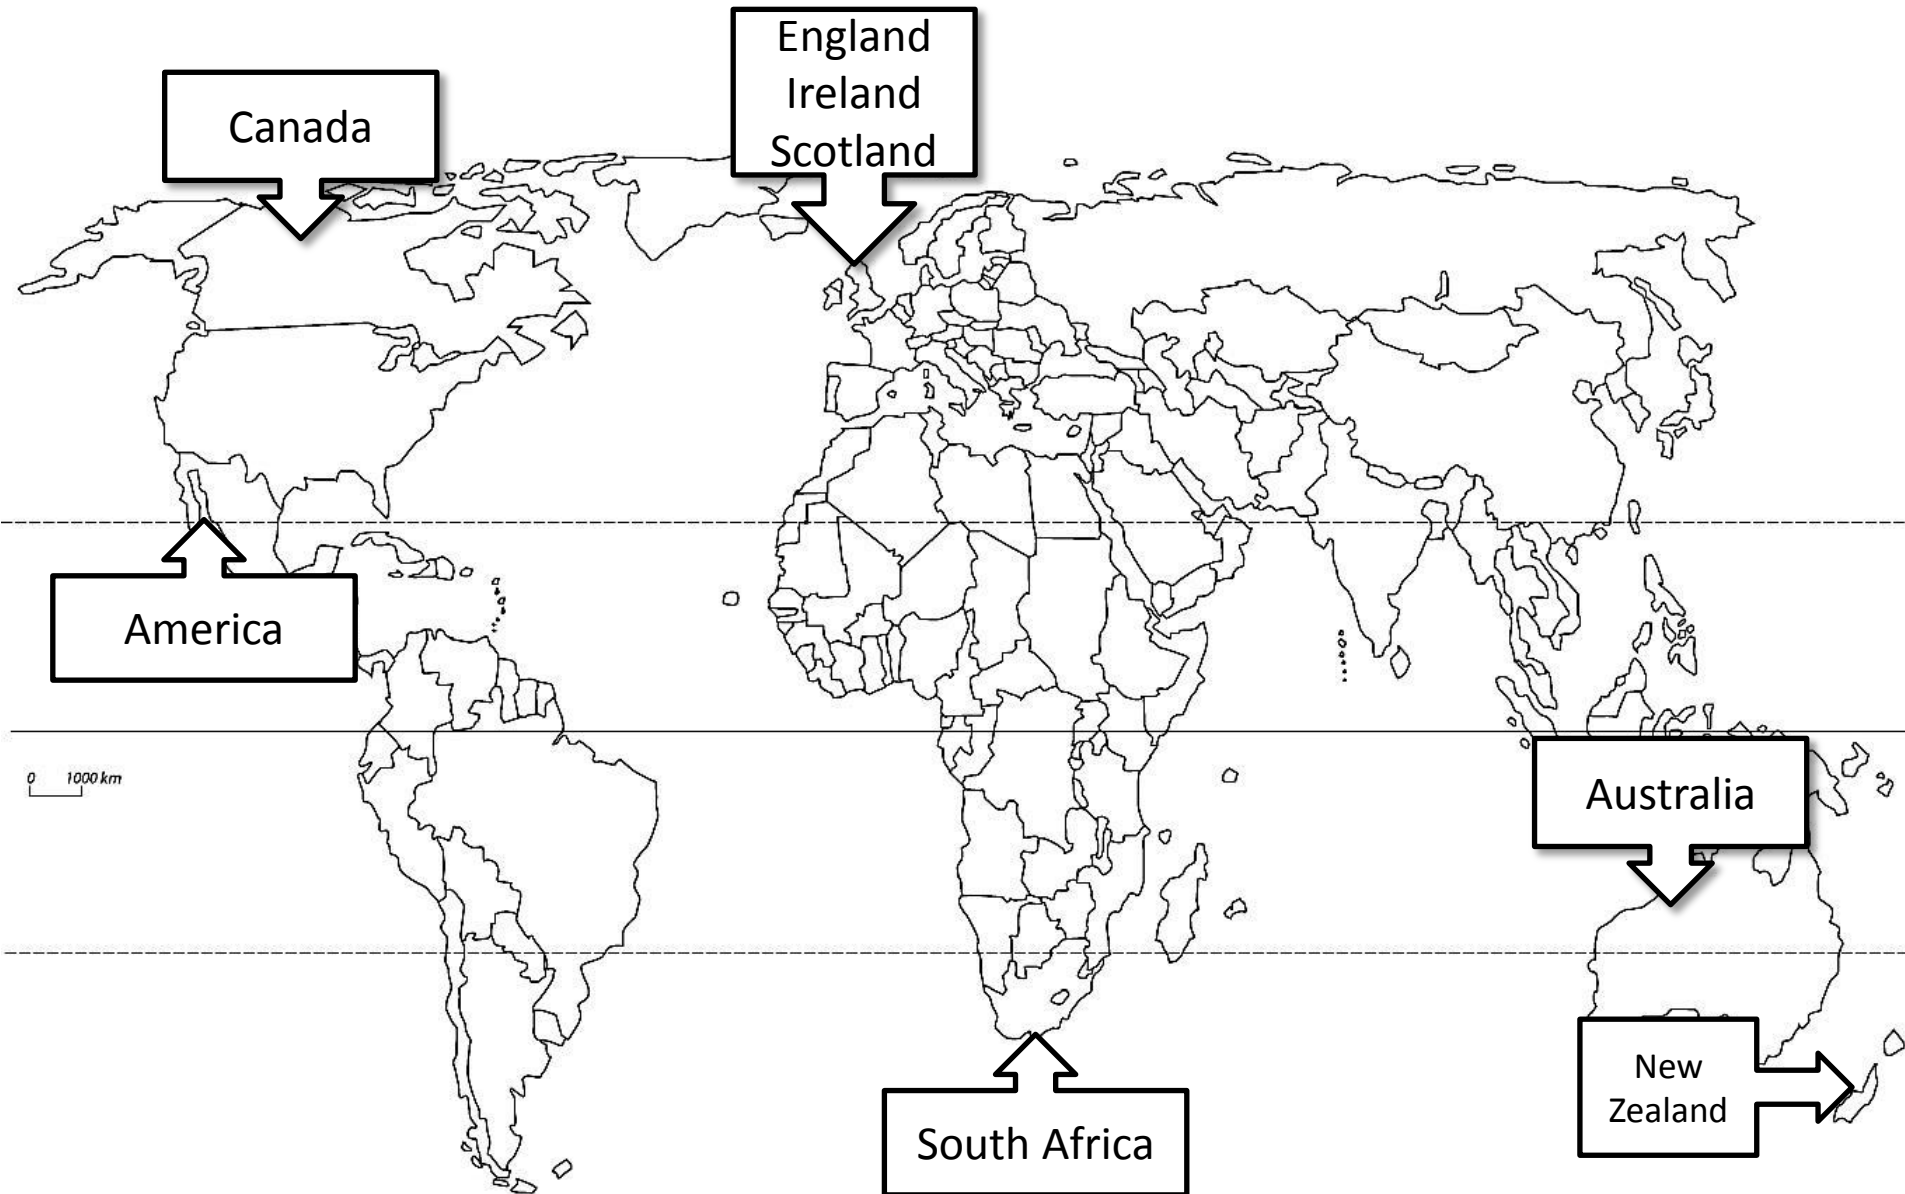 England
Ireland
Scotland
Canada
America
0 1000 km
Australia
New
Zealand
South Africa